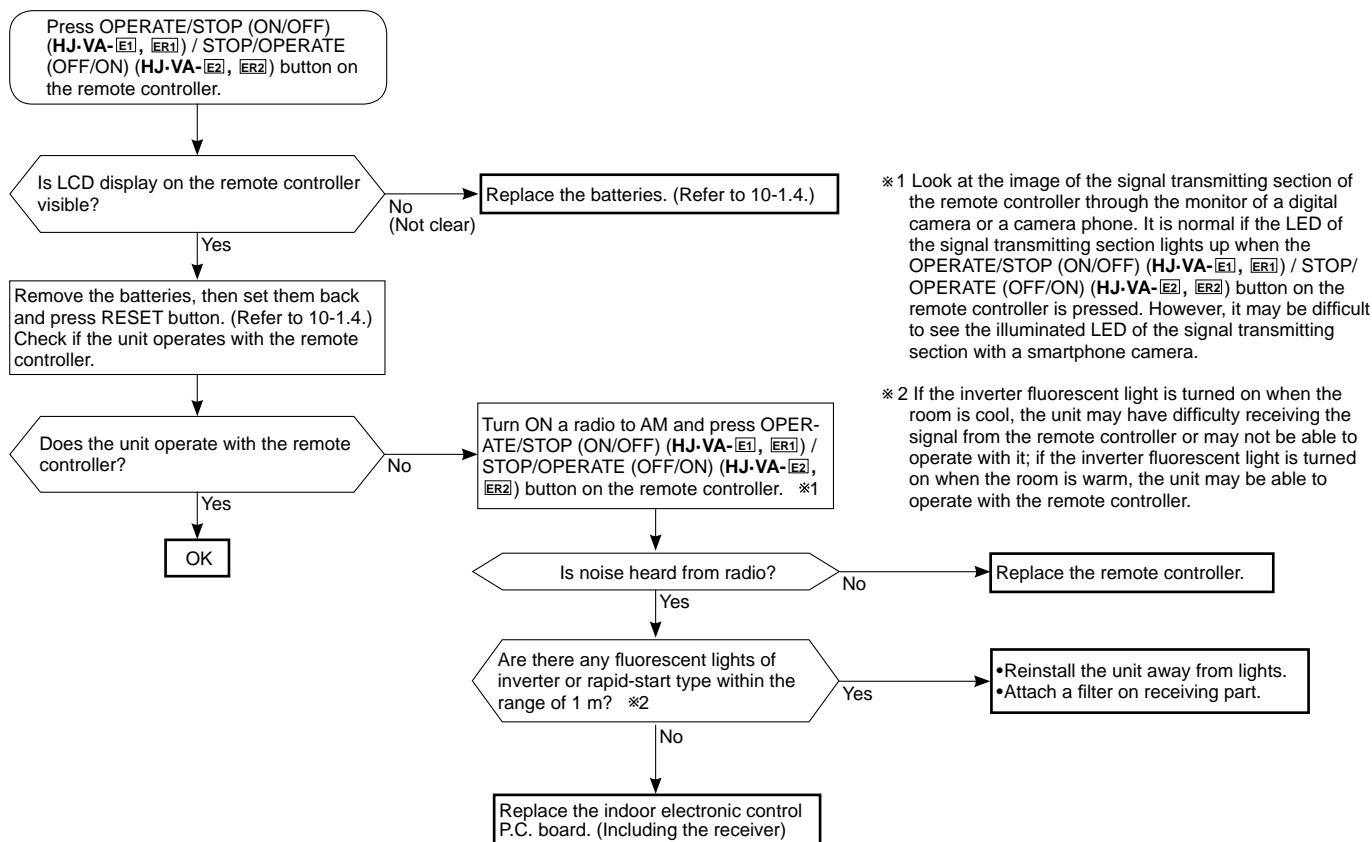 Press OPERATE/STOP (ON/OFF)
(HJ·VA-E1, ER1) / STOP/OPERATE
(OFF/ON) (HJ·VA-E2, ER2) button on
the remote controller.
Is LCD display on the remote controller
visible?
No
(Not clear)
Replace the batteries. (Refer to 10-1.4.)
Yes
Remove the batteries, then set them back
and press RESET button. (Refer to 10-1.4.)
Check if the unit operates with the remote
controller.
Does the unit operate with the remote
controller?
No
Yes
OK
Turn ON a radio to AM and press OPER-
ATE/STOP (ON/OFF) (HJ·VA-E1, ER1) /
STOP/OPERATE (OFF/ON) (HJ·VA-E2,
ER2) button on the remote controller. ※1
Is noise heard from radio?
No
Replace the remote controller.
Yes
Are there any fluorescent lights of
inverter or rapid-start type within the
range of 1 m? ※2
Yes
•Reinstall the unit away from lights.
•Attach a filter on receiving part.
No
Replace the indoor electronic control
P.C. board. (Including the receiver)
※1 Look at the image of the signal transmitting section of
the remote controller through the monitor of a digital
camera or a camera phone. It is normal if the LED of
the signal transmitting section lights up when the
OPERATE/STOP (ON/OFF) (HJ·VA-E1, ER1) / STOP/
OPERATE (OFF/ON) (HJ·VA-E2, ER2) button on the
remote controller is pressed. However, it may be difficult
to see the illuminated LED of the signal transmitting
section with a smartphone camera.
※2 If the inverter fluorescent light is turned on when the
room is cool, the unit may have difficulty receiving the
signal from the remote controller or may not be able to
operate with it; if the inverter fluorescent light is turned
on when the room is warm, the unit may be able to
operate with the remote controller.